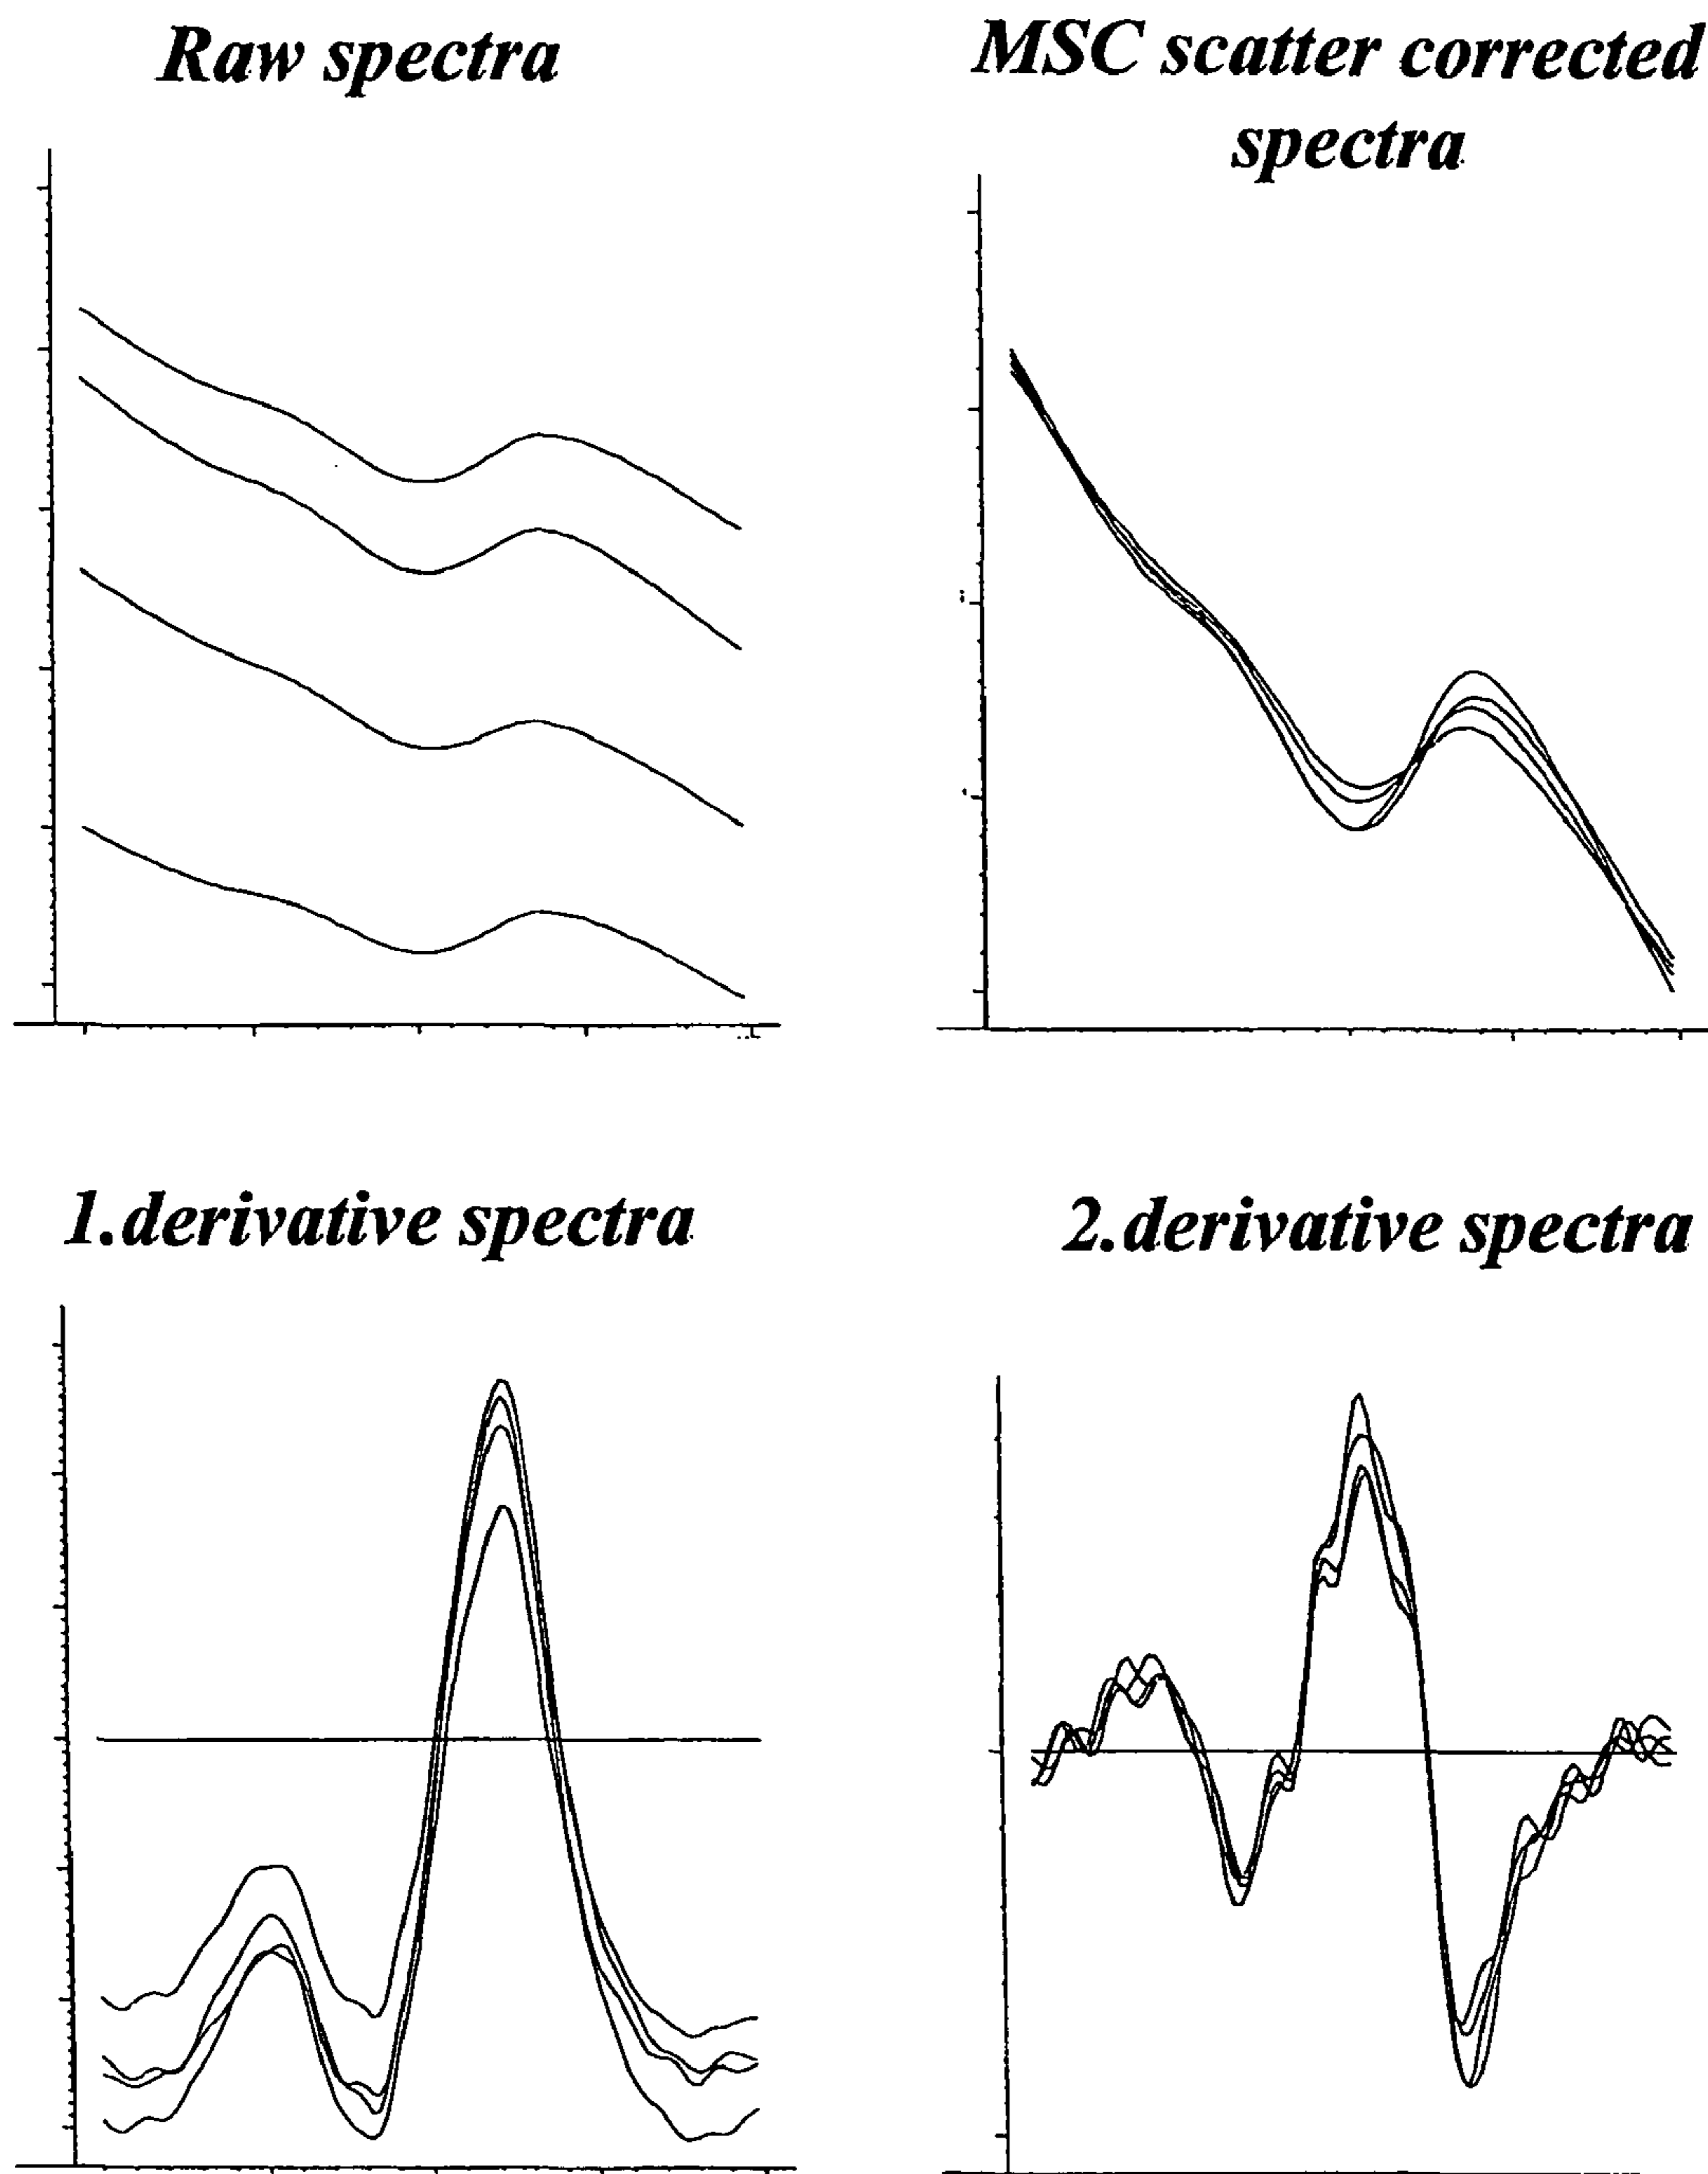 Raw spectra
MSC scatter corrected
spectra
1.derivative spectra
2.derivative spectra